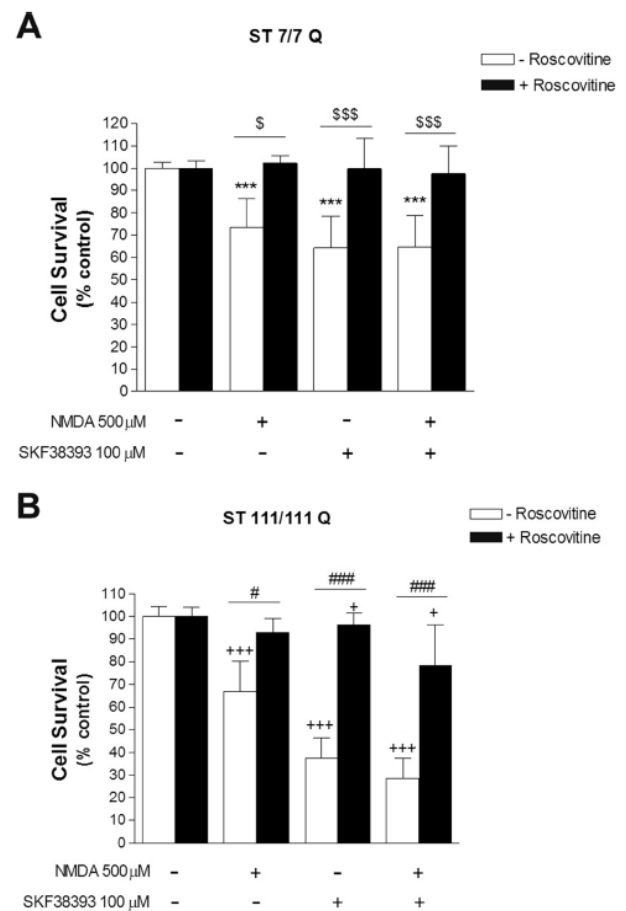 A
ST 7/7 Q
- Roscovitine
+ Roscovitine
Cell Survival
(% control)
120
110
100
90
80
70
60
50
40
30
20
10
0
$
$$$
$$$
***
***
***
NMDA 500 μM - + - +
SKF38393 100 μM - - + +
B
ST 111/111 Q
- Roscovitine
+ Roscovitine
Cell Survival
(% control)
110
100
90
80
70
60
50
40
30
20
10
0
#
###
###
+++
+
+
+++
+++
NMDA 500 μM - + - +
SKF38393 100 μM - - + +